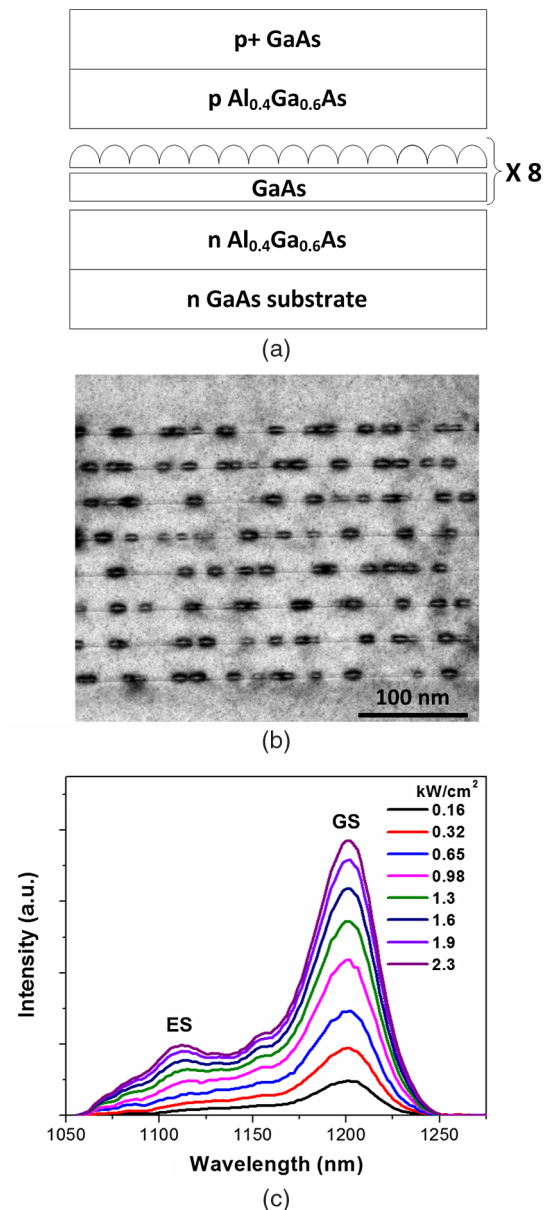 p+ GaAs
p Al0.4Ga0.6As
GaAs
X 8
n Al0.4Ga0.6As
n GaAs substrate
(a)
100 nm
(b)
Intensity (a.u.)
ES
GS
kW/cm2
0.16
0.32
0.65
0.98
1.3
1.6
1.9
2.3
1050
1100
1150
1200
1250
Wavelength (nm)
(c)